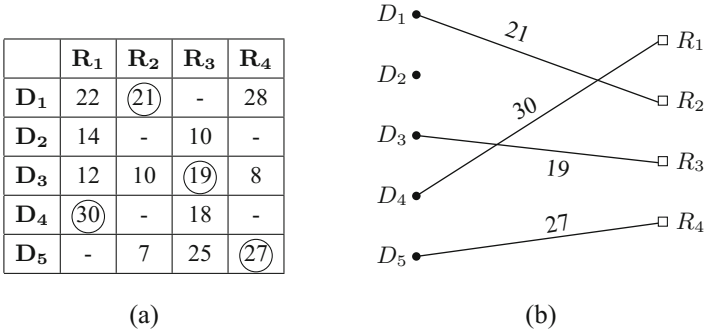 R₁ R₂ R₃ R₄
D₁ 22 21 - 28
D₂ 14 - 10 -
D₃ 12 10 19 8
D₄ 30 - 18 -
D₅ - 7 25 27
(a)
D₁
21
R₁
D₂
R₂
30
D₃
19
R₃
D₄
27
R₄
D₅
(b)